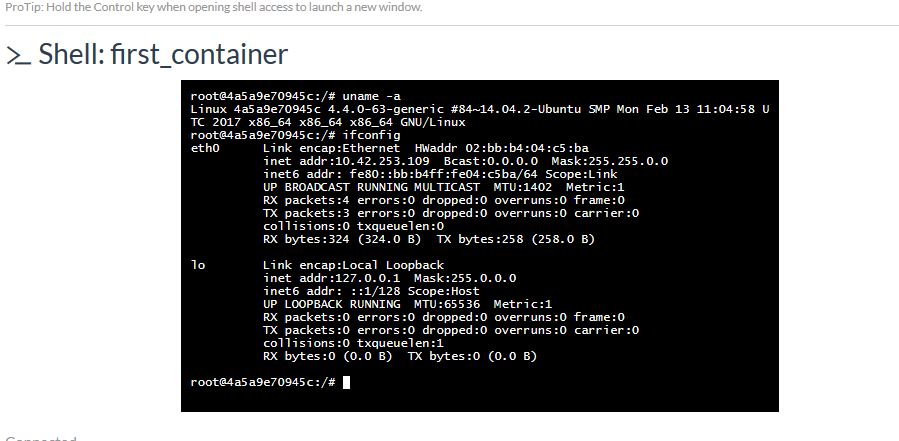 ProTip: Hold the Control key when opening shell access to launch a new window.
>_ Shell: first_container
root@4a5a9e70945c:/# uname -a
Linux 4a5a9e70945c 4.4.0-63-generic #84~14.04.2-Ubuntu SMP Mon Feb 13 11:04:58 U
TC 2017 x86_64 x86_64 x86_64 GNU/Linux
root@4a5a9e70945c:/# ifconfig
eth0      Link encap:Ethernet  HWaddr 02:bb:b4:04:c5:ba
          inet addr:10.42.253.109  Bcast:0.0.0.0  Mask:255.255.0.0
          inet6 addr: fe80::bb:b4ff:fe04:c5ba/64 Scope:Link
          UP BROADCAST RUNNING MULTICAST  MTU:1402  Metric:1
          RX packets:4 errors:0 dropped:0 overruns:0 frame:0
          TX packets:3 errors:0 dropped:0 overruns:0 carrier:0
          collisions:0 txqueuelen:0
          RX bytes:324 (324.0 B)  TX bytes:258 (258.0 B)
lo        Link encap:Local Loopback
          inet addr:127.0.0.1  Mask:255.0.0.0
          inet6 addr: ::1/128 Scope:Host
          UP LOOPBACK RUNNING  MTU:65536  Metric:1
          RX packets:0 errors:0 dropped:0 overruns:0 frame:0
          TX packets:0 errors:0 dropped:0 overruns:0 carrier:0
          collisions:0 txqueuelen:1
          RX bytes:0 (0.0 B)  TX bytes:0 (0.0 B)
root@4a5a9e70945c:/#
Connected